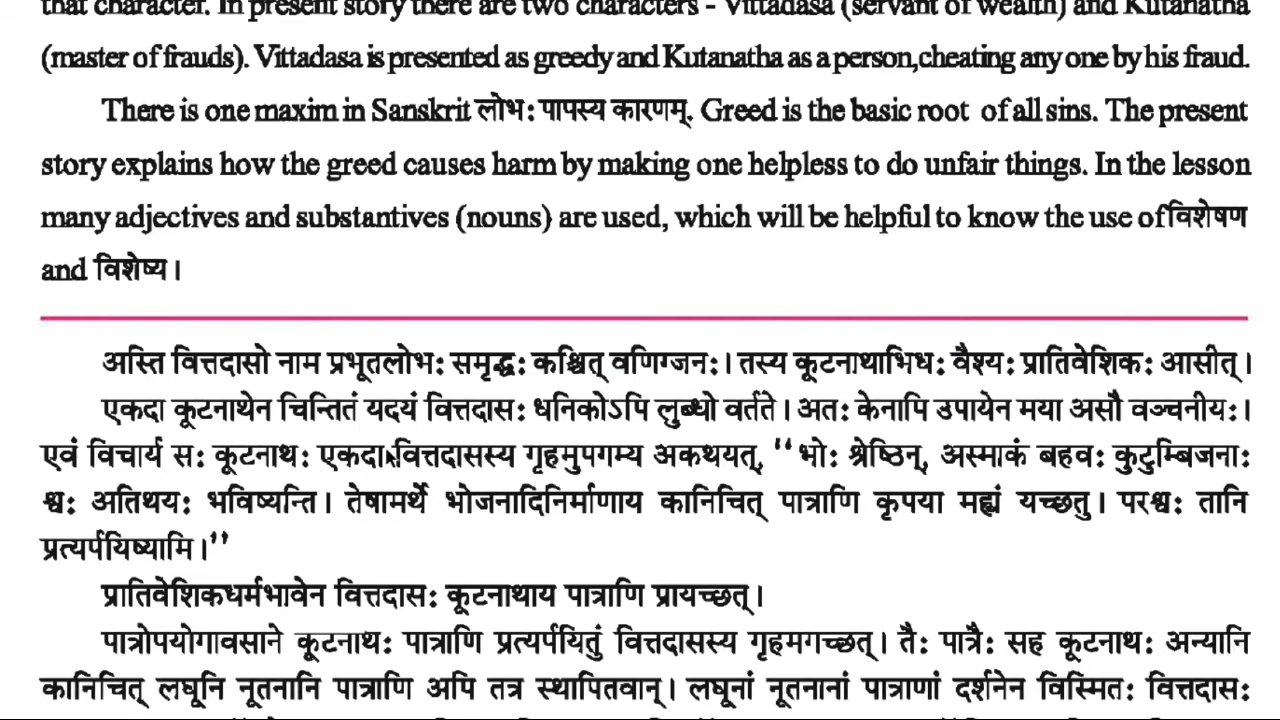 that character. In present story there are two characters - Vittadasa (servant of wealth) and Kutanatha
(master of frauds). Vittadasa is presented as greedy and Kutanatha as a person,cheating any one by his fraud.
There is one maxim in Sanskrit लोभः पापस्य कारणम्. Greed is the basic root of all sins. The present
story explains how the greed causes harm by making one helpless to do unfair things. In the lesson
many adjectives and substantives (nouns) are used, which will be helpful to know the use of विशेषण
and विशेष्य।
अस्ति वित्तदासो नाम प्रभूतलोभः समृद्धः कश्चित् वणिग्जनः। तस्य कूटनाथाभिधः वैश्यः प्रातिवेशिकः आसीत्।
एकदा कूटनाथेन चिन्तितं यदयं वित्तदासः धनिकोऽपि लुब्धो वर्तते। अतः केनापि उपायेन मया असौ वञ्चनीयः।
एवं विचार्य सः कूटनाथः एकदा वित्तदासस्य गृहमुपगम्य अकथयत्, “भोः श्रेष्ठिन्, अस्माकं बहवः कुटुम्बिजनाः
श्वः अतिथयः भविष्यन्ति। तेषामर्थे भोजनादिनिर्माणाय कानिचित् पात्राणि कृपया मह्यं यच्छतु। परश्वः तानि
प्रत्यर्पयिष्यामि।”
प्रातिवेशिकधर्मभावेन वित्तदासः कूटनाथाय पात्राणि प्रायच्छत्।
पात्रोपयोगावसाने कूटनाथः पात्राणि प्रत्यर्पयितुं वित्तदासस्य गृहमगच्छत्। तैः पात्रैः सह कूटनाथः अन्यानि
कानिचित् लघूनि नूतनानि पात्राणि अपि तत्र स्थापितवान्। लघूनां नूतनानां पात्राणां दर्शनेन विस्मितः वित्तदासः